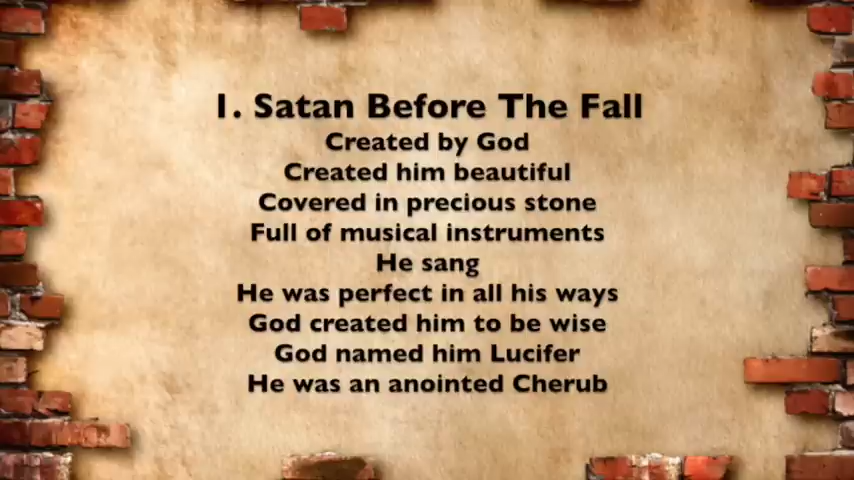 1. Satan Before The Fall
Created by God
Created him beautiful
Covered in precious stone
Full of musical instruments
He sang
He was perfect in all his ways
God created him to be wise
God named him Lucifer
He was an anointed Cherub